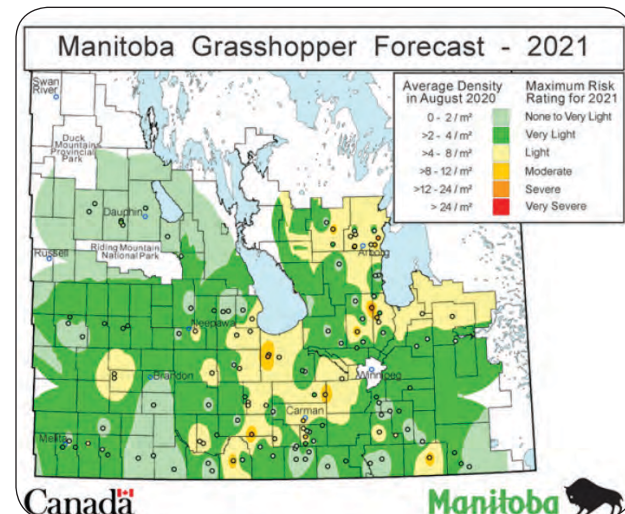 Manitoba Grasshopper Forecast - 2021
Swan
River
Duck
Mountains
Provincial
Park
Dauphin
Riding Mountain
National Park
Russell
Neepawa
Brandon
Melita
Carman
Winnipeg
Arborg
Average Density
in August 2020
Maximum Risk
Rating for 2021
0 - 2 / m² None to Very Light
>2 - 4 / m² Very Light
>4 - 8 / m² Light
>8 - 12 / m² Moderate
>12 - 24 / m² Severe
> 24 / m² Very Severe
Canada
Manitoba